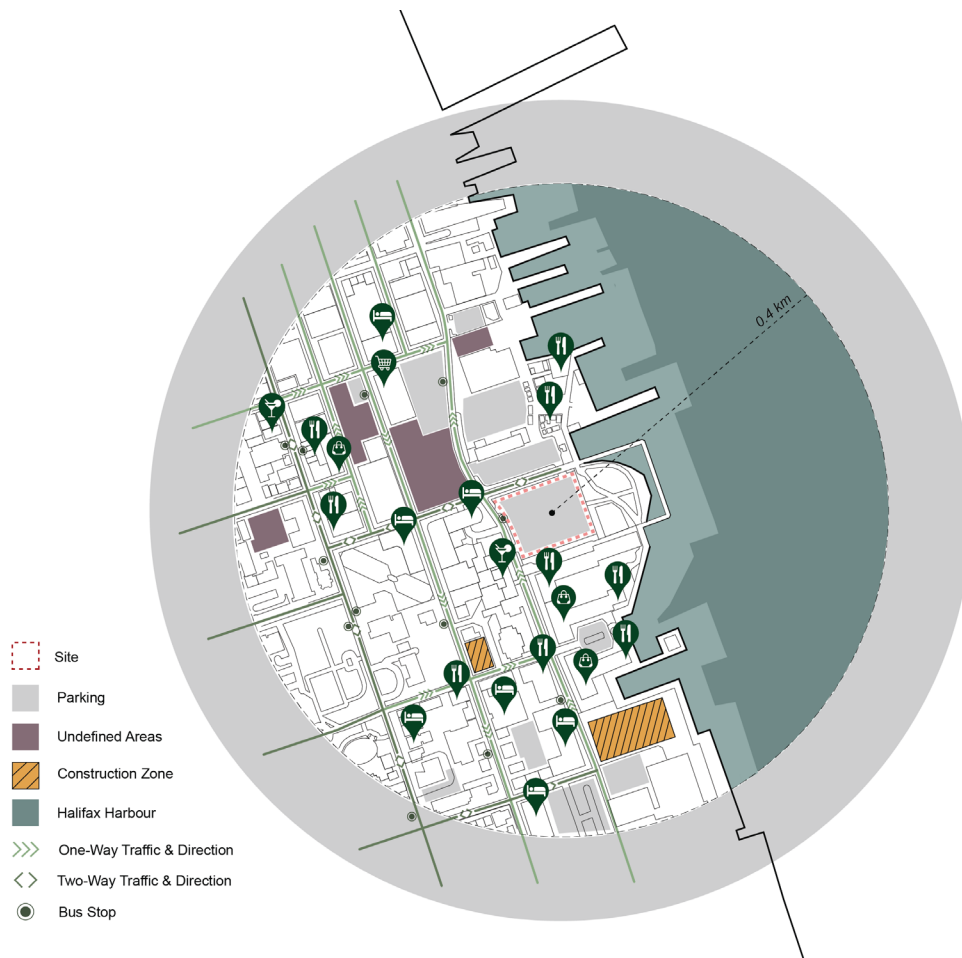 0.4 km
Site
Parking
Undefined Areas
Construction Zone
Halifax Harbour
One-Way Traffic & Direction
Two-Way Traffic & Direction
Bus Stop